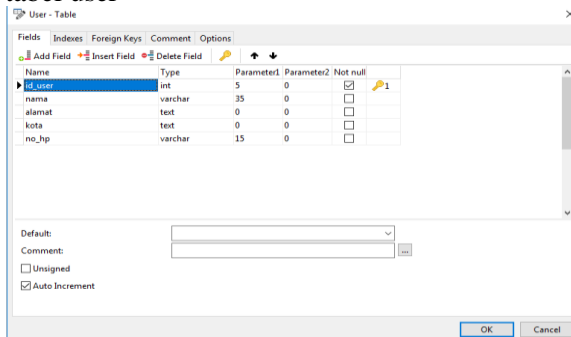 User - Table
Fields Indexes Foreign Keys Comment Options
Add Field Insert Field Delete Field
Name Type Parameter1 Parameter2 Not null
id_user int 5 0 1
nama varchar 35 0
alamat text 0 0
kota text 0 0
no_hp varchar 15 0
Default:
Comment: ...
Unsigned
Auto Increment
OK Cancel